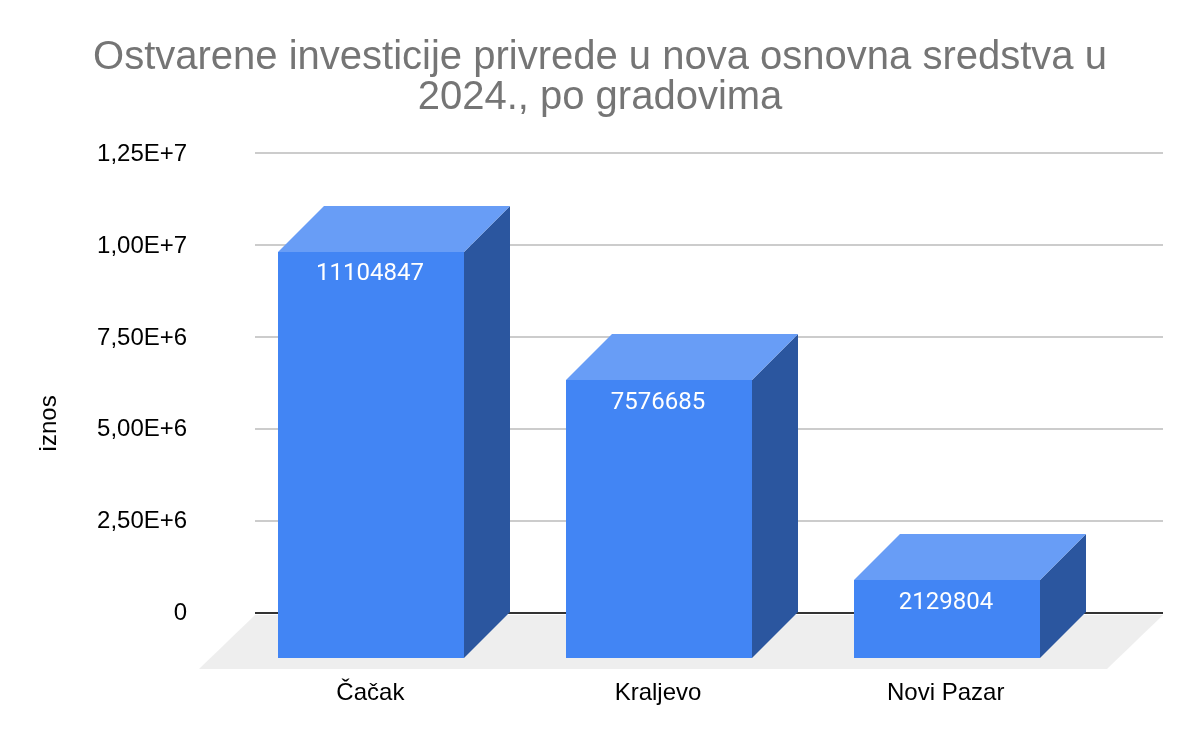 Ostvarene investicije privrede u nova osnovna sredstva u
2024., po gradovima
1,25E+7
1,00E+7
7,50E+6
5,00E+6
2,50E+6
0
iznos
11104847
7576685
2129804
Čačak
Kraljevo
Novi Pazar